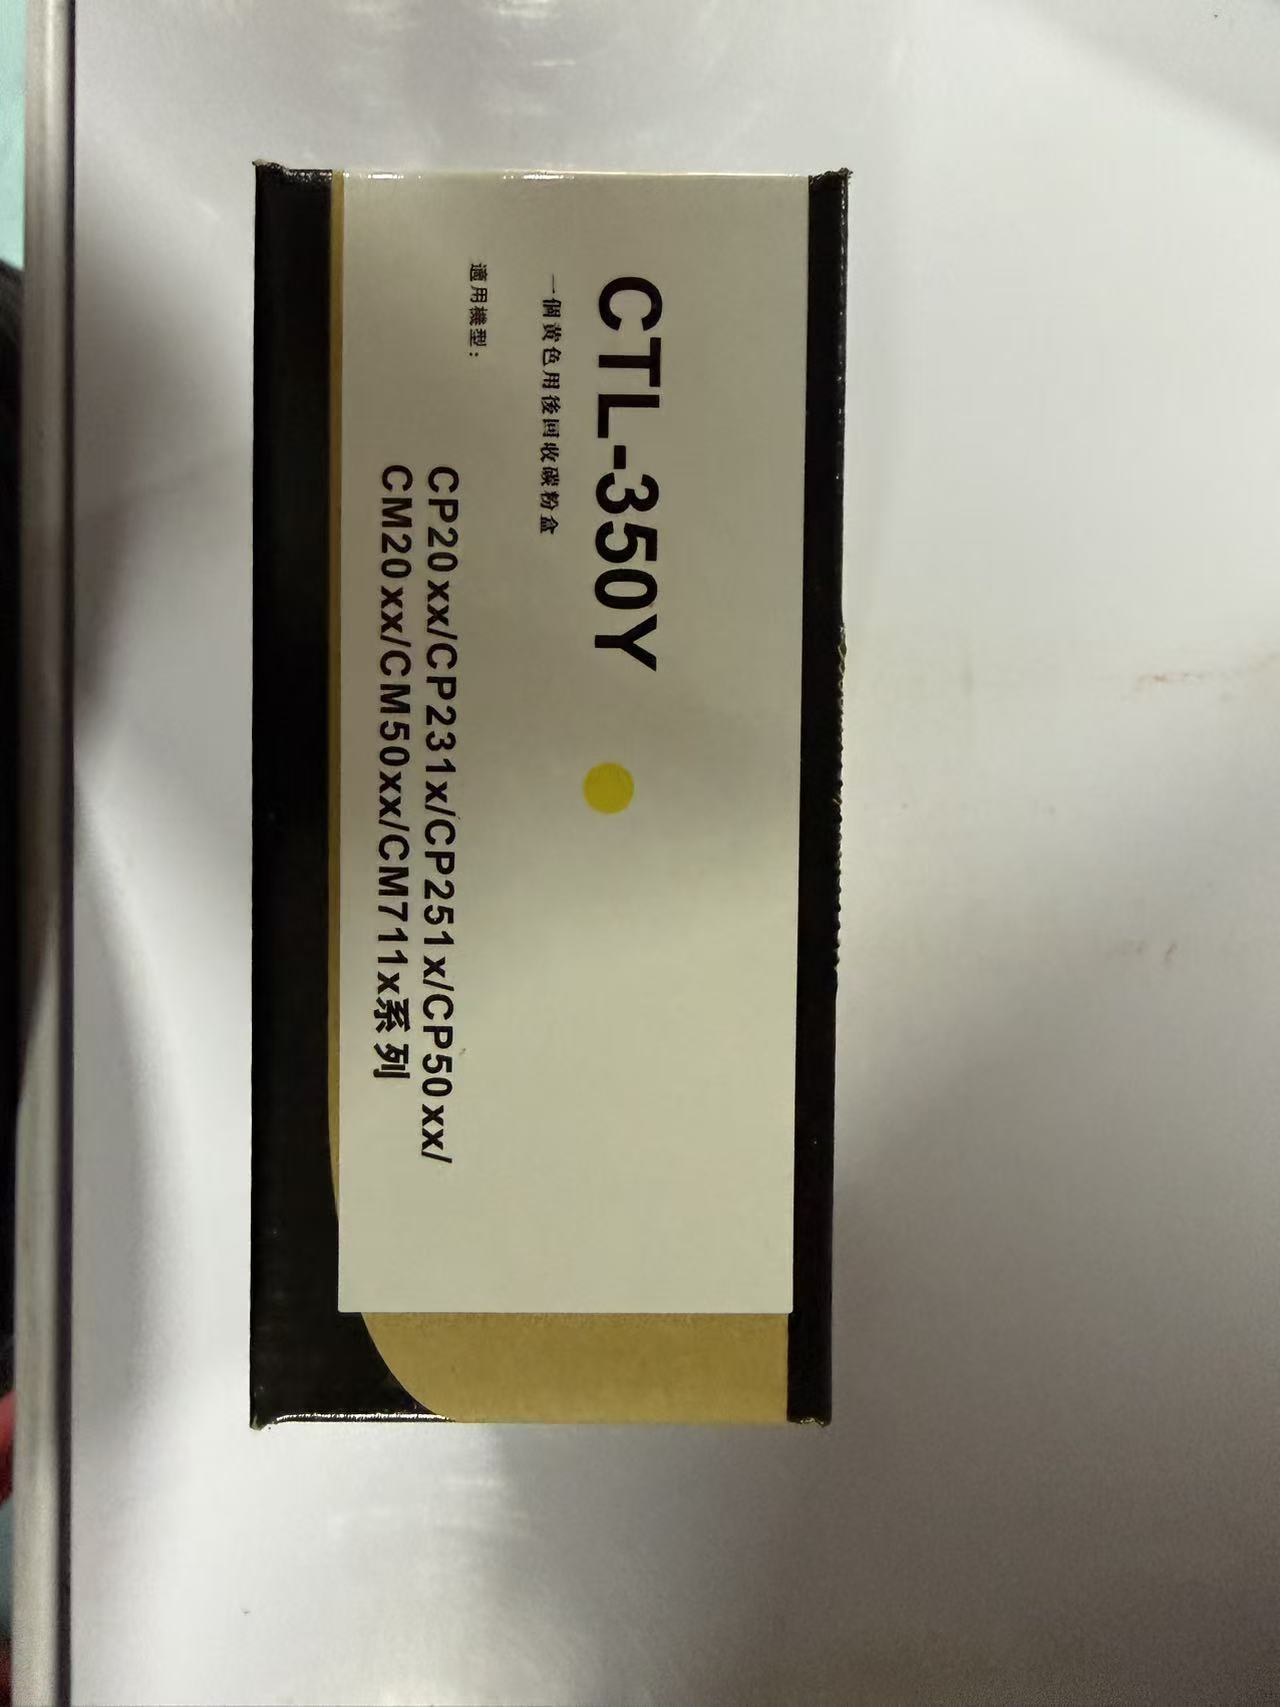 CTL-350Y
一個黄色用後回收碳粉盒
適用機型：
CP20xx/CP231x/CP251x/CP50xx/
CM20xx/CM50xx/CM711x系列